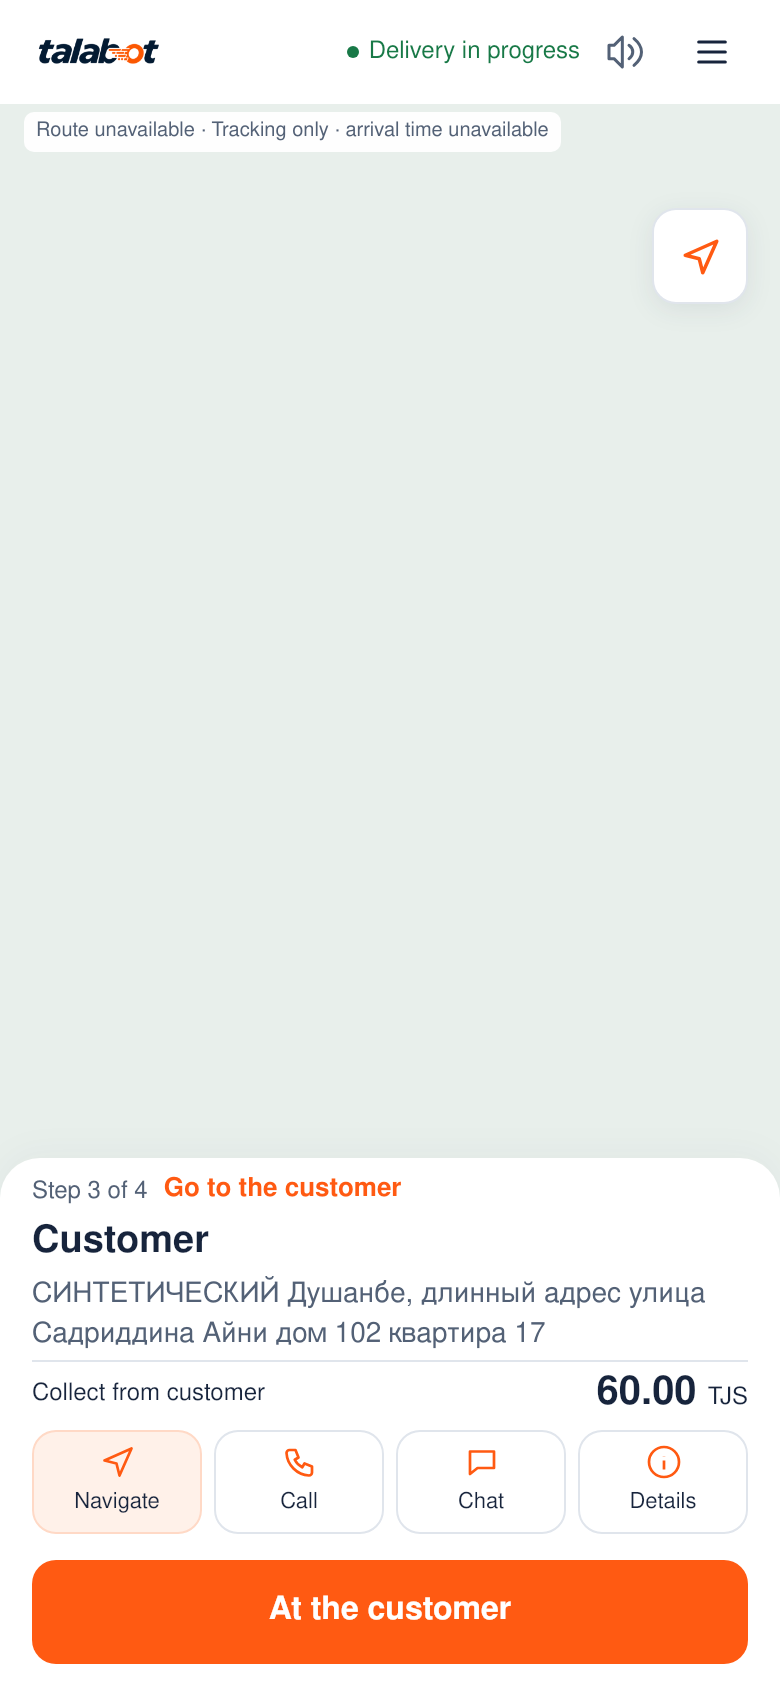 talabot
Delivery in progress
Route unavailable · Tracking only · arrival time unavailable
Step 3 of 4 Go to the customer
Customer
СИНТЕТИЧЕСКИЙ Душанбе, длинный адрес улица
Садриддина Айни дом 102 квартира 17
Collect from customer 60.00 TJS
Navigate Call Chat Details
At the customer